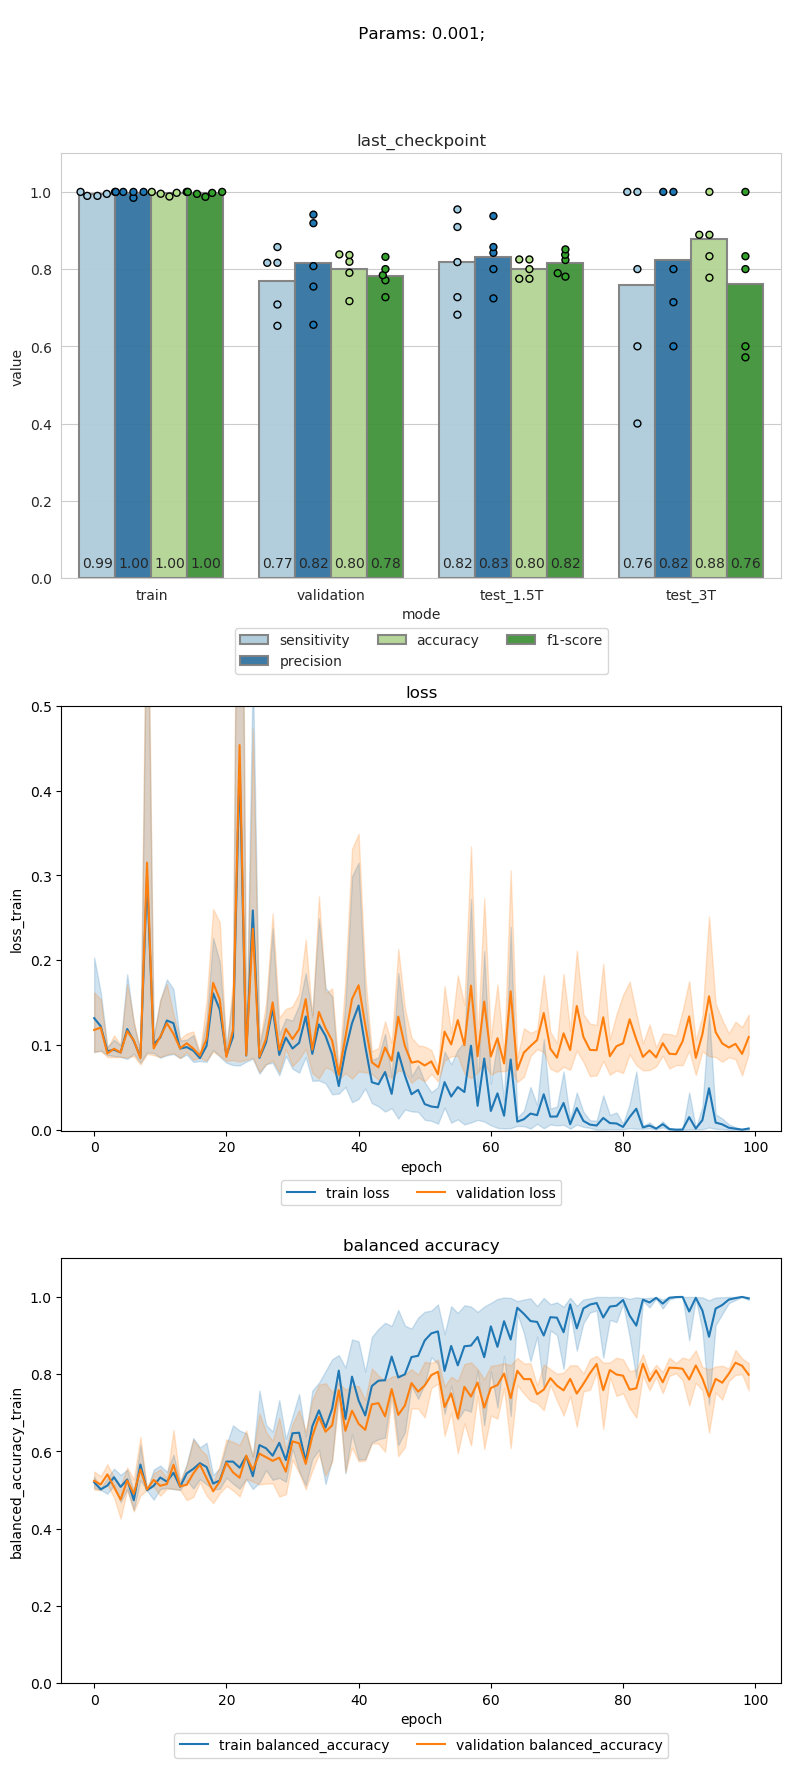 Params: 0.001;
last_checkpoint
1.0
0.8
0.6
0.4
0.2
0.0
value
0.99 1.00 1.00 1.00 0.77 0.82 0.80 0.78 0.82 0.83 0.80 0.82 0.76 0.82 0.88 0.76
train validation test_1.5T test_3T
mode
sensitivity accuracy f1-score
precision
loss
0.5
0.4
0.3
0.2
0.1
0.0
loss_train
0 20 40 60 80 100
epoch
train loss validation loss
balanced accuracy
1.0
0.8
0.6
0.4
0.2
0.0
balanced_accuracy_train
0 20 40 60 80 100
epoch
train balanced_accuracy validation balanced_accuracy